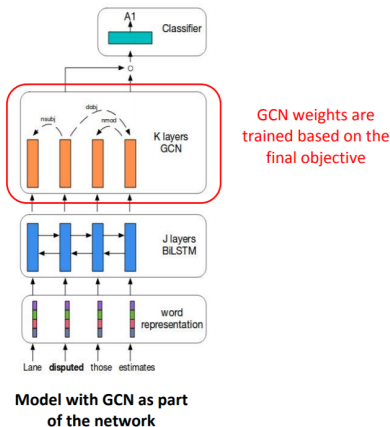 A1
Classifier
dobj
nsubj
nmod
K layers
GCN
GCN weights are
trained based on the
final objective
J layers
BiLSTM
word
representation
Lane disputed those estimates
Model with GCN as part
of the network